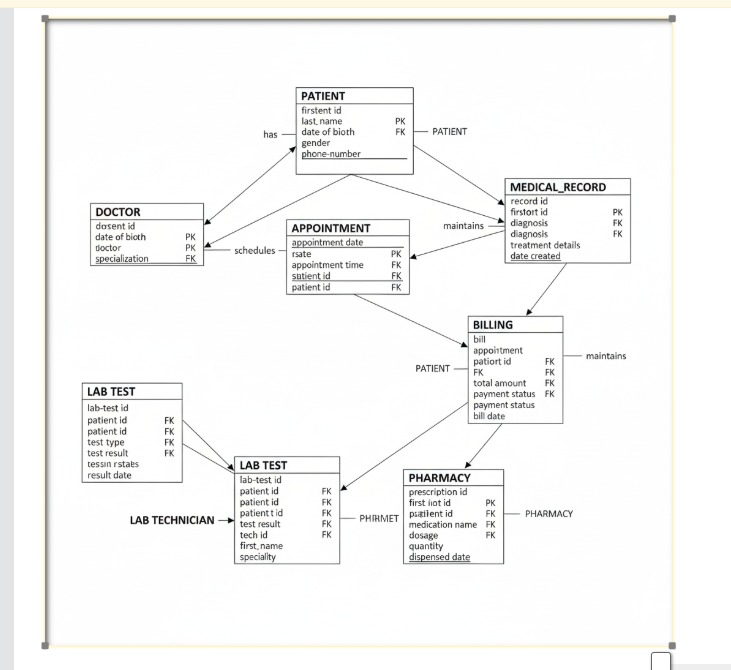 PATIENT
firstent id
last_name PK
date of bioth FK
gender
phone-number
has
PATIENT
DOCTOR
dosent id
date of bioth PK
doctor PK
specialization FK
schedules
APPOINTMENT
appointment date
rsate PK
appointment time FK
satient id FK
patient id FK
maintains
MEDICAL_RECORD
record id
firstort id PK
diagnosis FK
diagnosis FK
treatment details
date created
BILLING
bill
appointment
patiort id FK
FK FK
total amount FK
payment status FK
payment status
bill date
PATIENT
maintains
LAB TEST
lab-test id
patient id FK
patient id FK
test type FK
test result FK
tessin rstats
result date
LAB TECHNICIAN
LAB TEST
lab-test id
patient id FK
patient id FK
patient t id FK
test result FK
tech id FK
first_name
speciality
PHRMET
PHARMACY
prescription id
first iiot id PK
patilient id FK
medication name FK
dosage FK
quantity
dispensed date
PHARMACY